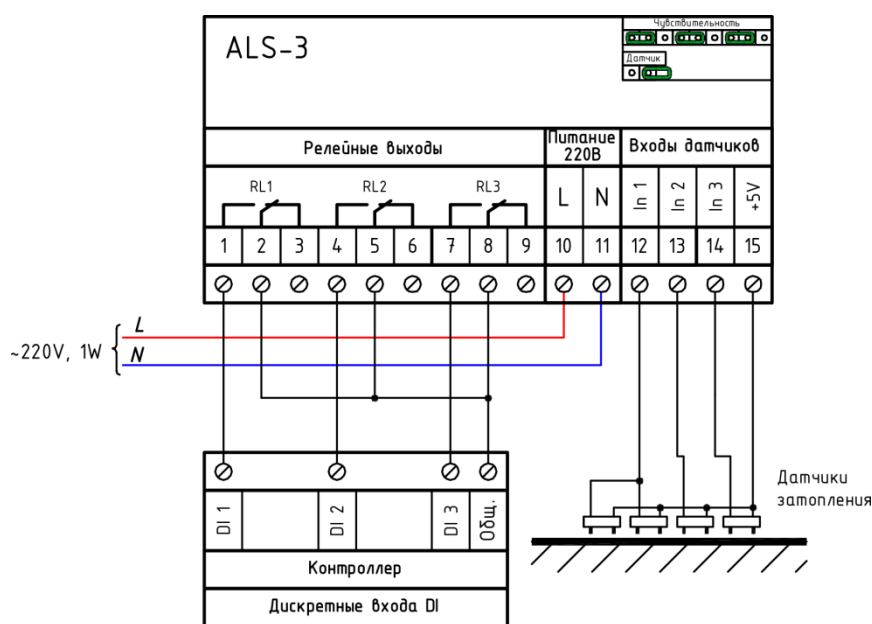 ALS-3
Чувствительность
Датчик
Релейные выходы
Питание
220В
Входы датчиков
RL1
RL2
RL3
L
N
In 1
In 2
In 3
+5V
1 2 3 4 5 6 7 8 9 10 11 12 13 14 15
L
~220V, 1W
N
Датчики
затопления
DI 1
DI 2
DI 3
Общ.
Контроллер
Дискретные входа DI